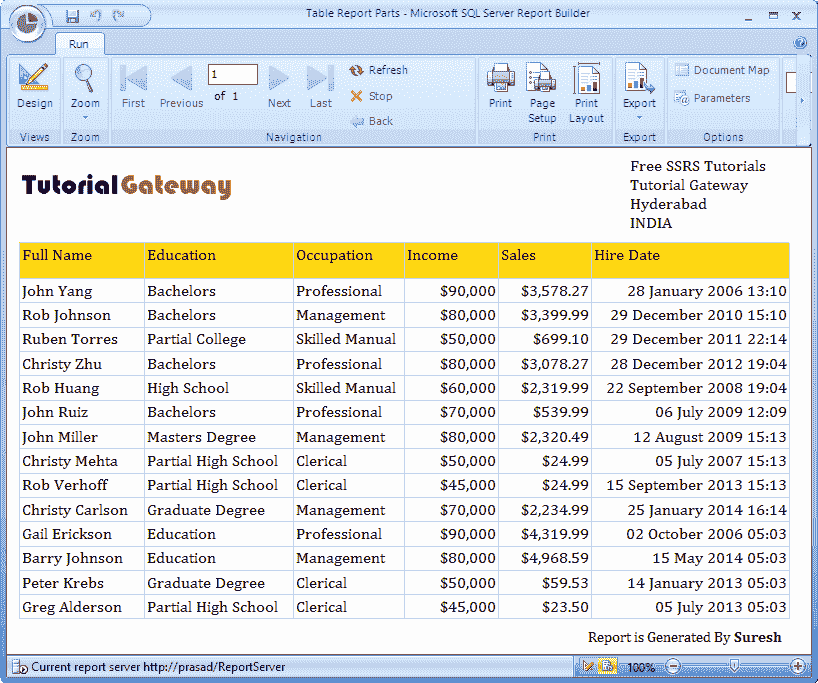 Table Report Parts - Microsoft SQL Server Report Builder
Run
Design
Zoom
First
Previous
1
of 1
Next
Last
Refresh
Stop
Back
Print
Page Setup
Print Layout
Export
Document Map
Parameters
Views
Zoom
Navigation
Print
Export
Options
TutorialGateway
Free SSRS Tutorials
Tutorial Gateway
Hyderabad
INDIA
Full Name Education Occupation Income Sales Hire Date
John Yang Bachelors Professional $90,000 $3,578.27 28 January 2006 13:10
Rob Johnson Bachelors Management $80,000 $3,399.99 29 December 2010 15:10
Ruben Torres Partial College Skilled Manual $50,000 $699.10 29 December 2011 22:14
Christy Zhu Bachelors Professional $80,000 $3,078.27 28 December 2012 19:04
Rob Huang High School Skilled Manual $60,000 $2,319.99 22 September 2008 19:04
John Ruiz Bachelors Professional $70,000 $539.99 06 July 2009 12:09
John Miller Masters Degree Management $80,000 $2,320.49 12 August 2009 15:13
Christy Mehta Partial High School Clerical $50,000 $24.99 05 July 2007 15:13
Rob Verhoff Partial High School Clerical $45,000 $24.99 15 September 2013 15:13
Christy Carlson Graduate Degree Management $70,000 $2,234.99 25 January 2014 16:14
Gail Erickson Education Professional $90,000 $4,319.99 02 October 2006 05:03
Barry Johnson Education Management $80,000 $4,968.59 15 May 2014 05:03
Peter Krebs Graduate Degree Clerical $50,000 $59.53 14 January 2013 05:03
Greg Alderson Partial High School Clerical $45,000 $23.50 05 July 2013 05:03
Report is Generated By Suresh
Current report server http://prasad/ReportServer
100%